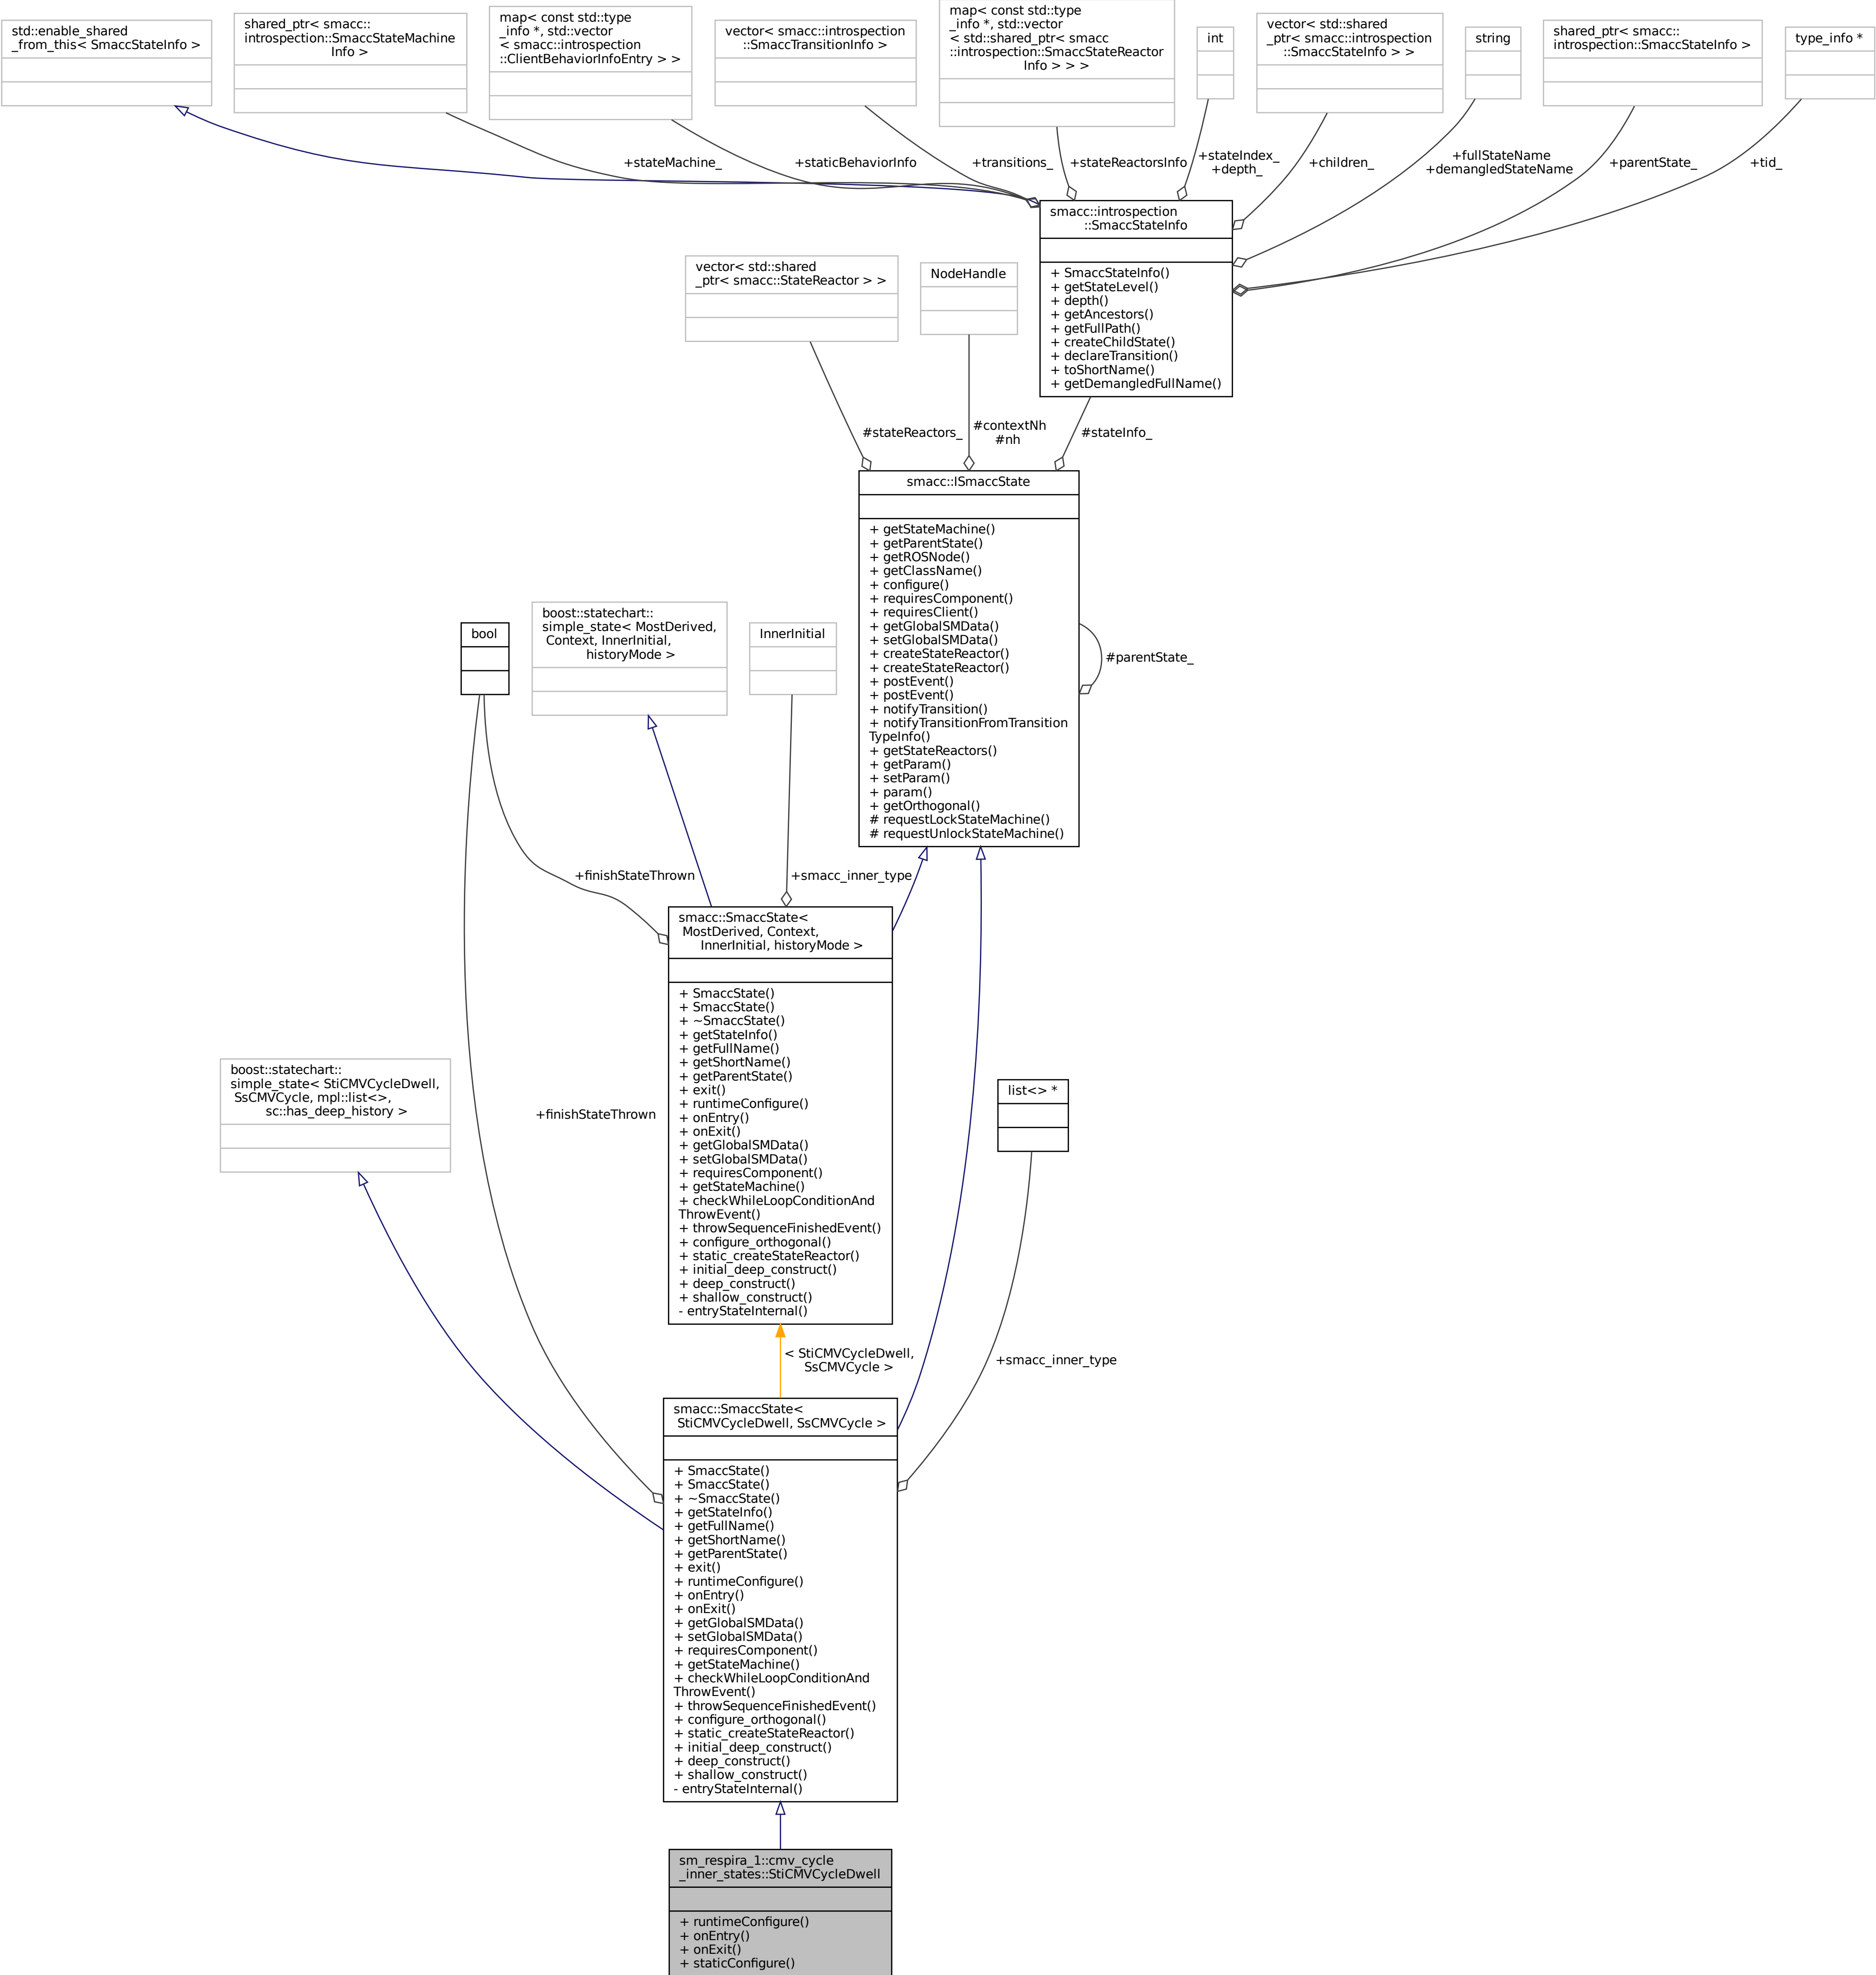 std::enable_shared
_from_this< SmaccStateInfo >
shared_ptr< smacc::
introspection::SmaccStateMachine
Info >
map< const std::type
_info *, std::vector
< smacc::introspection
::ClientBehaviorInfoEntry > >
vector< smacc::introspection
::SmaccTransitionInfo >
map< const std::type
_info *, std::vector
< std::shared_ptr< smacc
::introspection::SmaccStateReactor
Info > > >
int
vector< std::shared
_ptr< smacc::introspection
::SmaccStateInfo > >
string
shared_ptr< smacc::
introspection::SmaccStateInfo >
type_info *
+stateMachine_
+staticBehaviorInfo
+transitions_
+stateReactorsInfo
+stateIndex_
+depth_
+children_
+fullStateName
+demangledStateName
+parentState_
+tid_
smacc::introspection
::SmaccStateInfo
+ SmaccStateInfo()
+ getStateLevel()
+ depth()
+ getAncestors()
+ getFullPath()
+ createChildState()
+ declareTransition()
+ toShortName()
+ getDemangledFullName()
vector< std::shared
_ptr< smacc::StateReactor > >
NodeHandle
#stateReactors_
#contextNh
#nh
#stateInfo_
smacc::ISmaccState
+ getStateMachine()
+ getParentState()
+ getROSNode()
+ getClassName()
+ configure()
+ requiresComponent()
+ requiresClient()
+ getGlobalSMData()
+ setGlobalSMData()
+ createStateReactor()
+ createStateReactor()
+ postEvent()
+ postEvent()
+ notifyTransition()
+ notifyTransitionFromTransition
TypeInfo()
+ getStateReactors()
+ getParam()
+ setParam()
+ param()
+ getOrthogonal()
# requestLockStateMachine()
# requestUnlockStateMachine()
#parentState_
bool
boost::statechart::
simple_state< MostDerived,
Context, InnerInitial,
historyMode >
InnerInitial
+finishStateThrown
+smacc_inner_type
smacc::SmaccState<
MostDerived, Context,
InnerInitial, historyMode >
+ SmaccState()
+ SmaccState()
+ ~SmaccState()
+ getStateInfo()
+ getFullName()
+ getShortName()
+ getParentState()
+ exit()
+ runtimeConfigure()
+ onEntry()
+ onExit()
+ getGlobalSMData()
+ setGlobalSMData()
+ requiresComponent()
+ getStateMachine()
+ checkWhileLoopConditionAnd
ThrowEvent()
+ throwSequenceFinishedEvent()
+ configure_orthogonal()
+ static_createStateReactor()
+ initial_deep_construct()
+ deep_construct()
+ shallow_construct()
- entryStateInternal()
boost::statechart::
simple_state< StiCMVCycleDwell,
SsCMVCycle, mpl::list<>,
sc::has_deep_history >
+finishStateThrown
list<> *
< StiCMVCycleDwell,
SsCMVCycle >
+smacc_inner_type
smacc::SmaccState<
StiCMVCycleDwell, SsCMVCycle >
+ SmaccState()
+ SmaccState()
+ ~SmaccState()
+ getStateInfo()
+ getFullName()
+ getShortName()
+ getParentState()
+ exit()
+ runtimeConfigure()
+ onEntry()
+ onExit()
+ getGlobalSMData()
+ setGlobalSMData()
+ requiresComponent()
+ getStateMachine()
+ checkWhileLoopConditionAnd
ThrowEvent()
+ throwSequenceFinishedEvent()
+ configure_orthogonal()
+ static_createStateReactor()
+ initial_deep_construct()
+ deep_construct()
+ shallow_construct()
- entryStateInternal()
sm_respira_1::cmv_cycle
_inner_states::StiCMVCycleDwell
+ runtimeConfigure()
+ onEntry()
+ onExit()
+ staticConfigure()